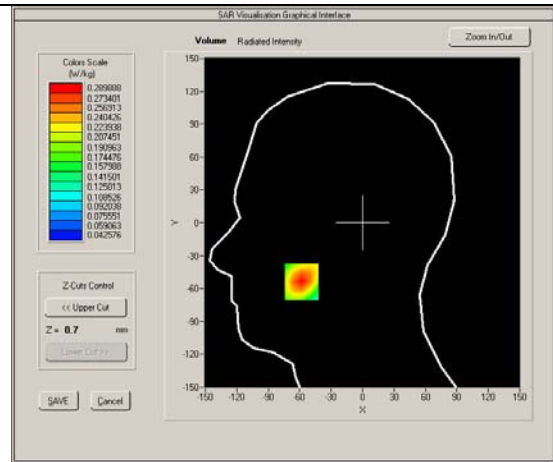 SAR Visualisation Graphical Interface
Volume Radiated Intensity
Zoom In/Out
Colors Scale
(W/kg)
0.289888
0.273401
0.256913
0.240426
0.223938
0.207451
0.190963
0.174476
0.157988
0.141501
0.125013
0.108526
0.092038
0.075551
0.059063
0.042576
Z-Cuts Control
<< Upper Cut
Z = 0.7 mm
Lower Cut >>
SAVE Cancel
150
120
90
60
30
0
-30
-60
-90
-120
-150
Y
-150 -120 -90 -60 -30 0 30 60 90 120 150
X